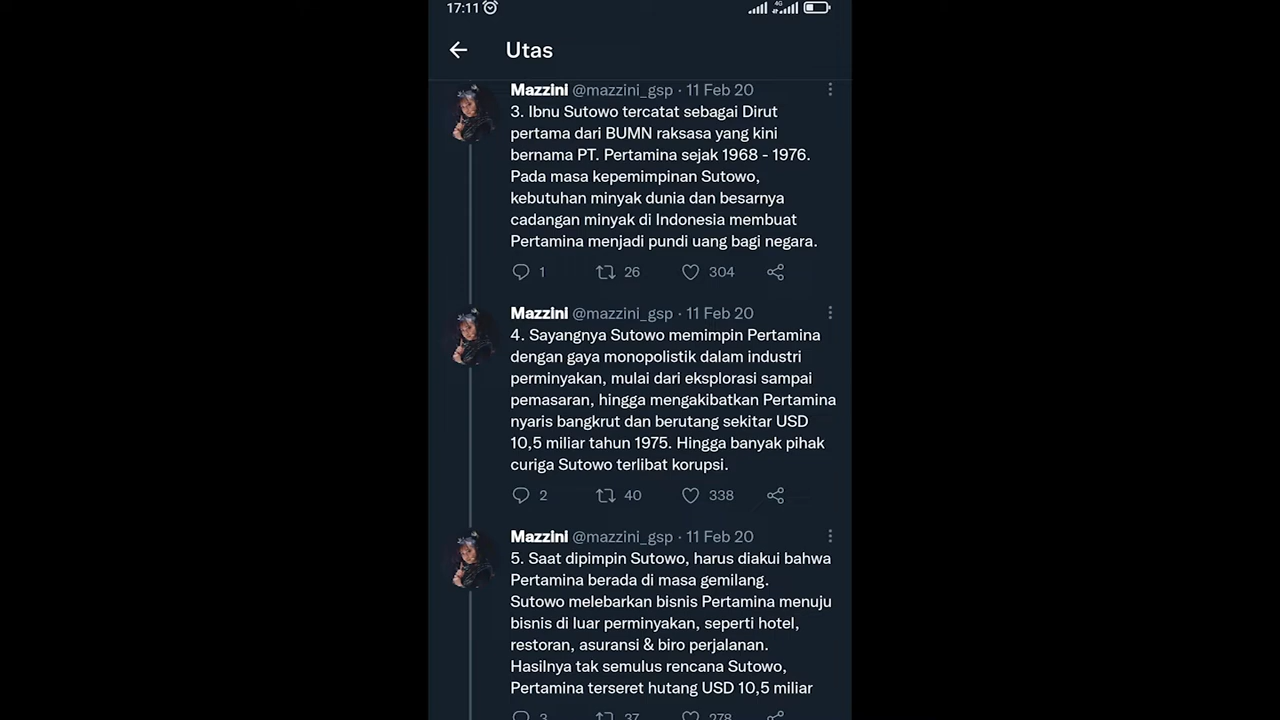 17:11
4G
Utas
Mazzini @mazzini_gsp · 11 Feb 20
3. Ibnu Sutowo tercatat sebagai Dirut
pertama dari BUMN raksasa yang kini
bernama PT. Pertamina sejak 1968 - 1976.
Pada masa kepemimpinan Sutowo,
kebutuhan minyak dunia dan besarnya
cadangan minyak di Indonesia membuat
Pertamina menjadi pundi uang bagi negara.
1 26 304
Mazzini @mazzini_gsp · 11 Feb 20
4. Sayangnya Sutowo memimpin Pertamina
dengan gaya monopolistik dalam industri
perminyakan, mulai dari eksplorasi sampai
pemasaran, hingga mengakibatkan Pertamina
nyaris bangkrut dan berutang sekitar USD
10,5 miliar tahun 1975. Hingga banyak pihak
curiga Sutowo terlibat korupsi.
2 40 338
Mazzini @mazzini_gsp · 11 Feb 20
5. Saat dipimpin Sutowo, harus diakui bahwa
Pertamina berada di masa gemilang.
Sutowo melebarkan bisnis Pertamina menuju
bisnis di luar perminyakan, seperti hotel,
restoran, asuransi & biro perjalanan.
Hasilnya tak semulus rencana Sutowo,
Pertamina terseret hutang USD 10,5 miliar
3 37 278